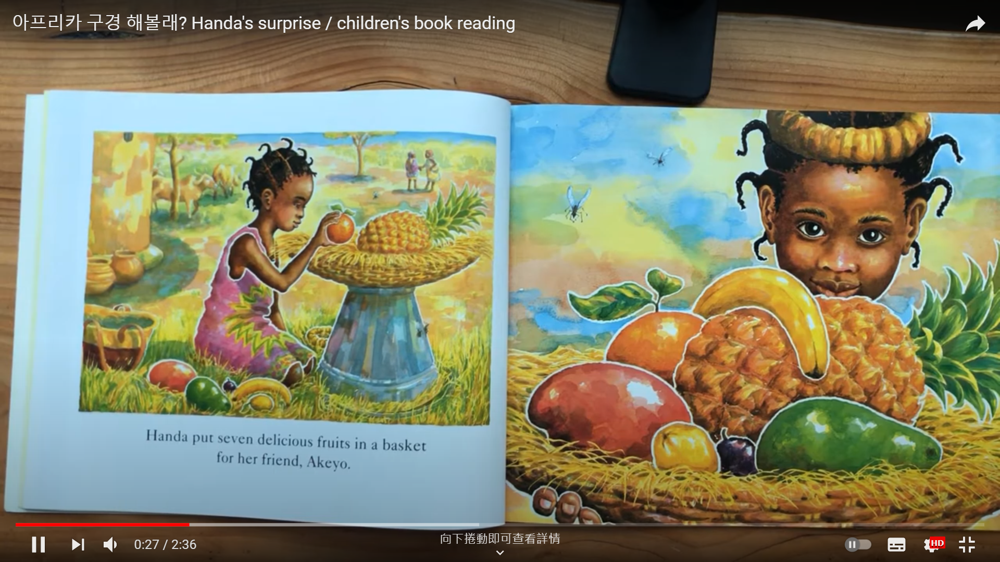 아프리카 구경 해볼래? Handa's surprise / children's book reading
Handa put seven delicious fruits in a basket
for her friend, Akeyo.
0:27 / 2:36
向下捲動即可查看詳情
HD